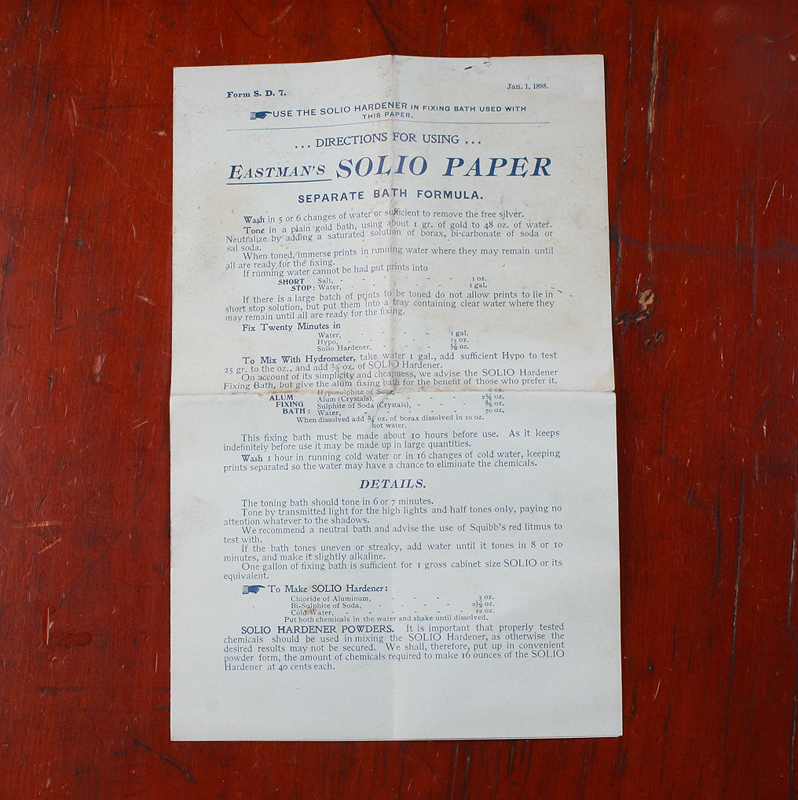 Form S. D. 7.
Jan. 1, 1898.
USE THE SOLIO HARDENER IN FIXING BATH USED WITH
THIS PAPER.
... DIRECTIONS FOR USING ...
EASTMAN'S SOLIO PAPER
SEPARATE BATH FORMULA.
Wash in 5 or 6 changes of water or sufficient to remove the free silver.
Tone in a plain gold bath, using about 1 gr. of gold to 48 oz. of water.
Neutralize by adding a saturated solution of borax, bi-carbonate of soda or
sal soda.
When toned, immerse prints in running water where they may remain until
all are ready for the fixing.
If running water cannot be had put prints into
SHORT Salt, - - - - - - 1 oz.
STOP: Water, - - - - - - 1 gal.
If there is a large batch of prints to be toned do not allow prints to lie in
short stop solution, but put them into a tray containing clear water where they
may remain until all are ready for the fixing.
Fix Twenty Minutes in
Water, - - - - - 1 gal.
Hypo, - - - - - 13 oz.
Solio Hardener, - - - - oz.
To Mix With Hydrometer, take water 1 gal., add sufficient Hypo to test
25 gr. to the oz., and add oz. of SOLIO Hardener.
On account of its simplicity and cheapness, we advise the SOLIO Hardener
Fixing Bath, but give the alum fixing bath for the benefit of those who prefer it.
Hyposulphite of Soda,
ALUM Alum (Crystals), - - - - oz.
FIXING Sulphite of Soda (Crystals), - - - oz.
BATH: Water, - - - - - 70 oz.
When dissolved add oz. of borax dissolved in 10 oz.
hot water.
This fixing bath must be made about 10 hours before use. As it keeps
indefinitely before use it may be made up in large quantities.
Wash 1 hour in running cold water or in 16 changes of cold water, keeping
prints separated so the water may have a chance to eliminate the chemicals.
DETAILS.
The toning bath should tone in 6 or 7 minutes.
Tone by transmitted light for the high lights and half tones only, paying no
attention whatever to the shadows.
We recommend a neutral bath and advise the use of Squibb's red litmus to
test with.
If the bath tones uneven or streaky, add water until it tones in 8 or 10
minutes, and make it slightly alkaline.
One gallon of fixing bath is sufficient for 1 gross cabinet size SOLIO or its
equivalent.
To Make SOLIO Hardener:
Chloride of Aluminum, - - - - 3 oz.
Bi-Sulphite of Soda, - - - - 2½ oz.
Cold Water, - - - - - 12 oz.
Put both chemicals in the water and shake until dissolved.
SOLIO HARDENER POWDERS. It is important that properly tested
chemicals should be used in mixing the SOLIO Hardener, as otherwise the
desired results may not be secured. We shall, therefore, put up in convenient
powder form, the amount of chemicals required to make 16 ounces of the SOLIO
Hardener at 40 cents each.